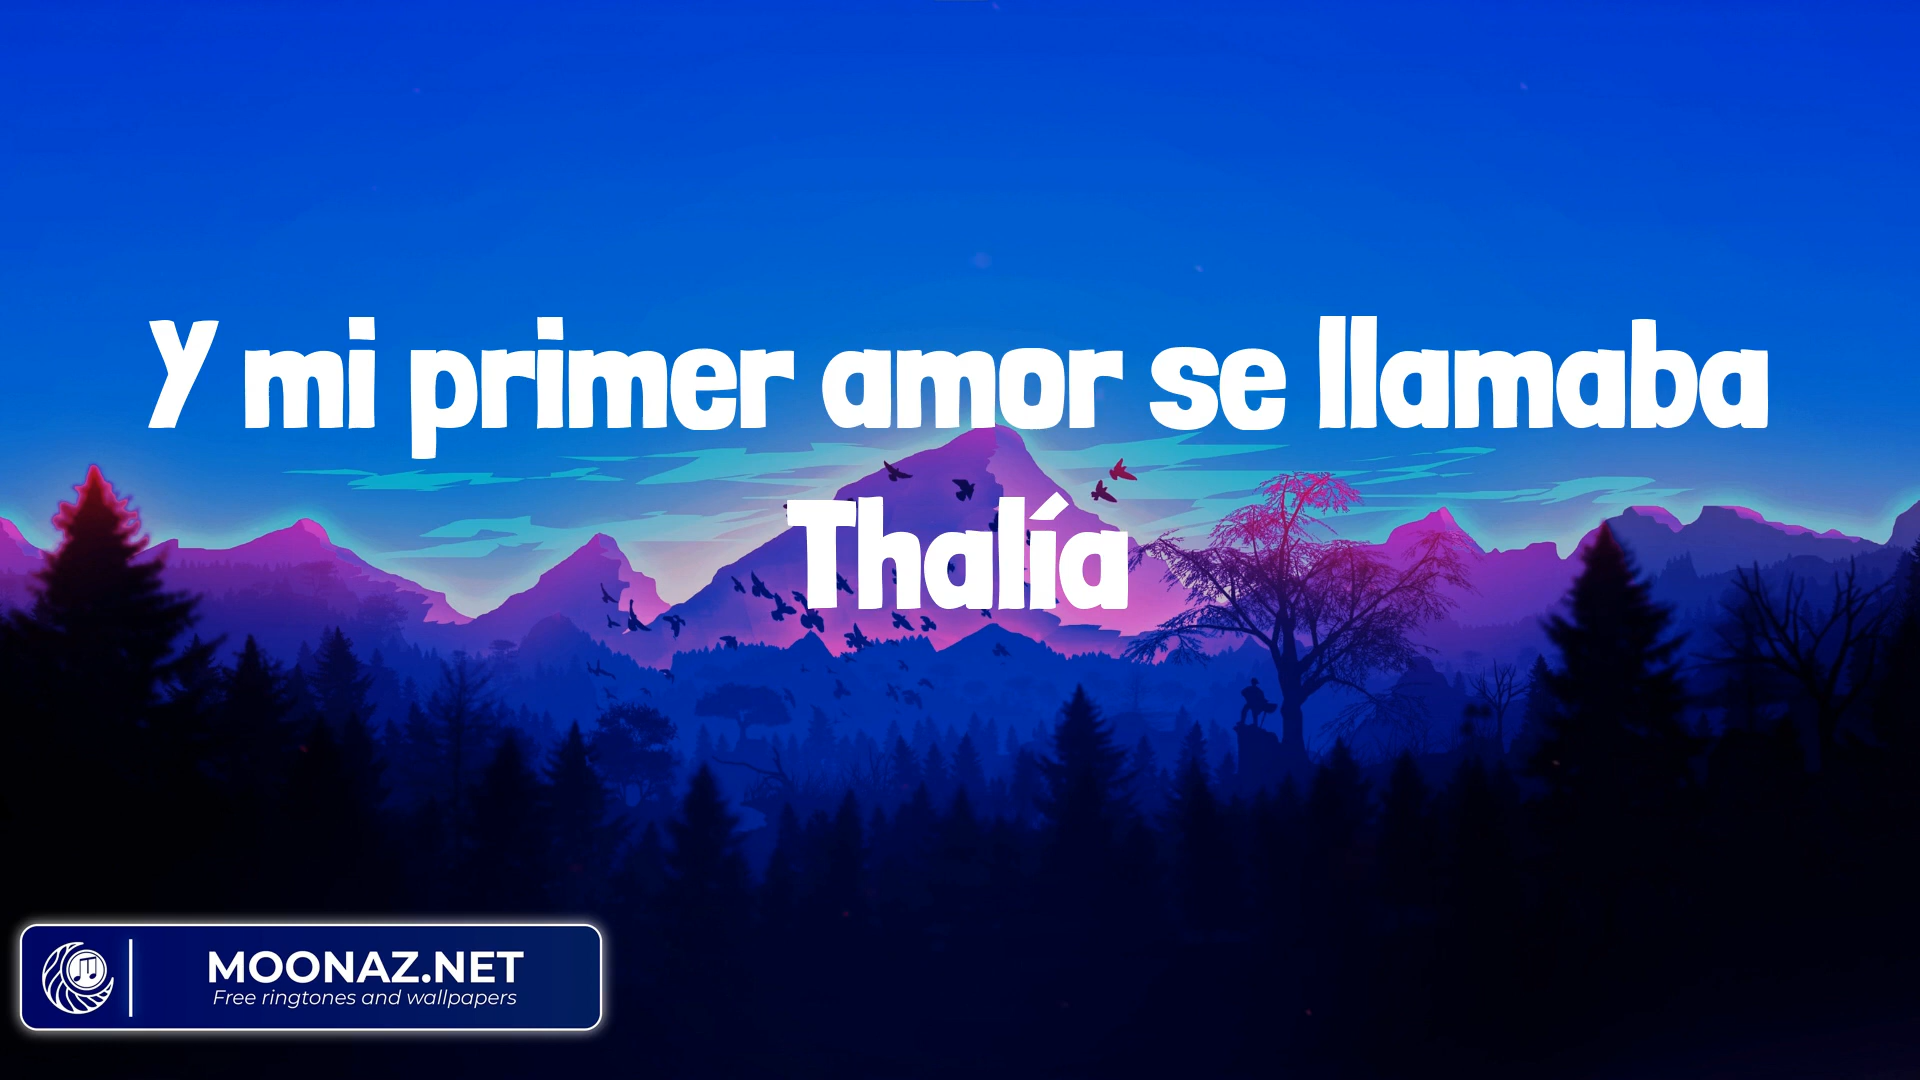 Y mi primer amor se llamaba
Thalía
MOONAZ.NET
Free ringtones and wallpapers